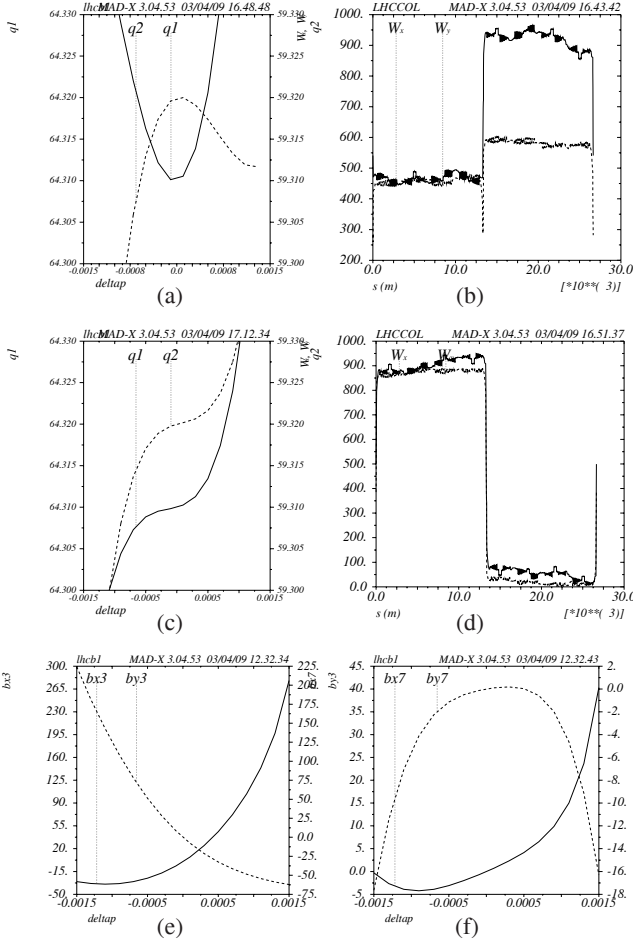 lhcb1 MAD-X 3.04.53 03/04/09 16.48.48
q1
q2
q2 q1
64.330
64.325
64.320
64.315
64.310
64.305
64.300
59.330
59.325
59.320
59.315
59.310
59.305
59.300
-0.0015 -0.0008 0.0 0.0008 0.0015
deltap
(a)
LHCCOL MAD-X 3.04.53 03/04/09 16.43.42
Wx Wy
1000.
900.
800.
700.
600.
500.
400.
300.
200.
0.0 10.0 20.0 30.0
s (m) [*10**( 3)]
(b)
MAD-X 3.04.53 03/04/09 17.12.34
q1
q2
q1 q2
64.330
64.325
64.320
64.315
64.310
64.305
64.300
59.330
59.325
59.320
59.315
59.310
59.305
59.300
-0.0015 -0.0005 0.0005 0.0015
deltap
(c)
LHCCOL MAD-X 3.04.53 03/04/09 16.51.37
Wx
1000.
900.
800.
700.
600.
500.
400.
300.
200.
100.
0.0
0.0 10.0 20.0 30.0
s (m) [*10**( 3)]
(d)
lhcb1 MAD-X 3.04.53 03/04/09 12.32.34
bx3
bx3 by3
300.
265.
230.
195.
160.
125.
90.
55.
20.
-15.
-50.
225.
200.
175.
150.
125.
100.
75.
50.
25.
0.0
-25.
-50.
-75.
-0.0015 -0.0005 0.0005 0.0015
deltap
(e)
lhcb1 MAD-X 3.04.53 03/04/09 12.32.43
bx7
by3
bx7 by7
45.
40.
35.
30.
25.
20.
15.
10.
5.
0.0
-5.
2.
0.0
-2.
-4.
-6.
-8.
-10.
-12.
-14.
-16.
-18.
-0.0015 -0.0005 0.0005 0.0015
deltap
(f)